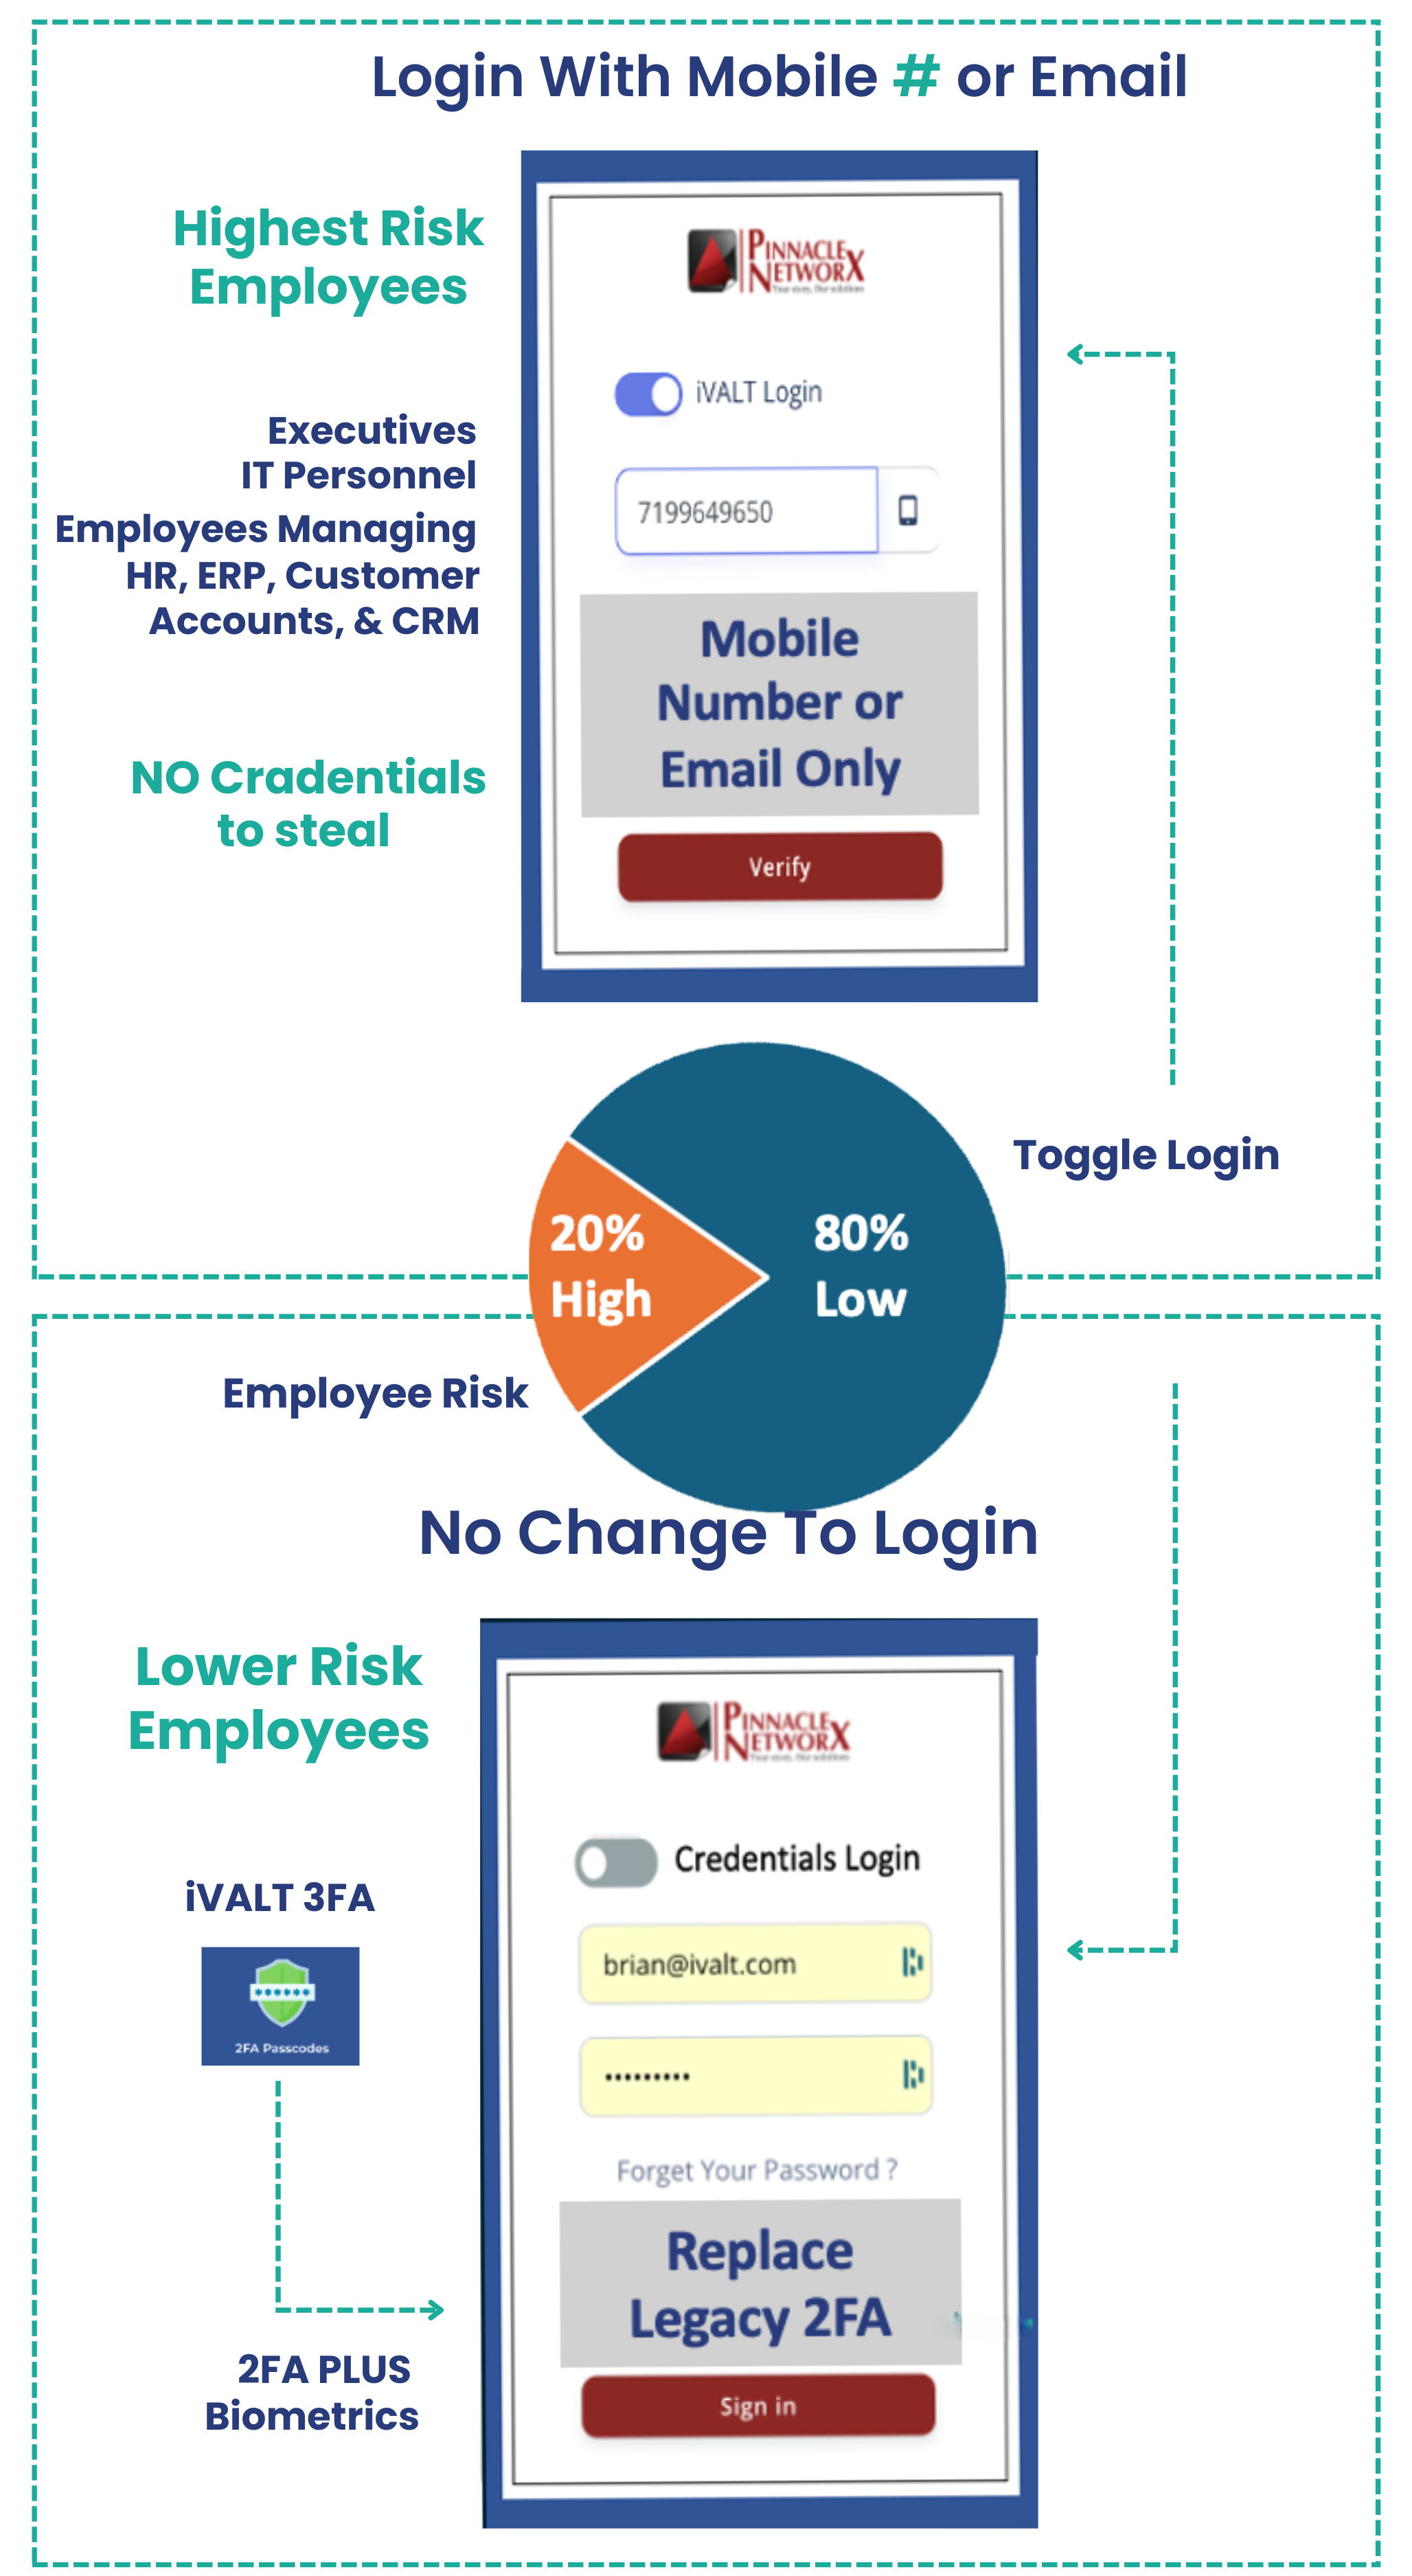 Login With Mobile # or Email
Highest Risk
Employees
Executives
IT Personnel
Employees Managing
HR, ERP, Customer
Accounts, & CRM
NO Cradentials
to steal
PINNACLE
NETWORX
Your story, Our solutions
iVALT Login
7199649650
Mobile
Number or
Email Only
Verify
Toggle Login
20%
High
80%
Low
Employee Risk
No Change To Login
Lower Risk
Employees
iVALT 3FA
2FA Passcodes
2FA PLUS
Biometrics
PINNACLE
NETWORX
Your story, Our solutions
Credentials Login
brian@ivalt.com
•••••••••
Forget Your Password ?
Replace
Legacy 2FA
Sign in